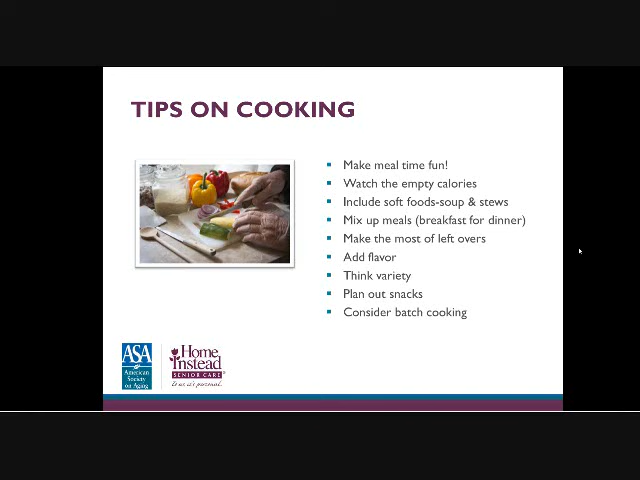 TIPS ON COOKING
Make meal time fun!
Watch the empty calories
Include soft foods-soup & stews
Mix up meals (breakfast for dinner)
Make the most of left overs
Add flavor
Think variety
Plan out snacks
Consider batch cooking
ASA
American
Society
on Aging
Home
Instead
SENIOR CARE
To us, it's personal.